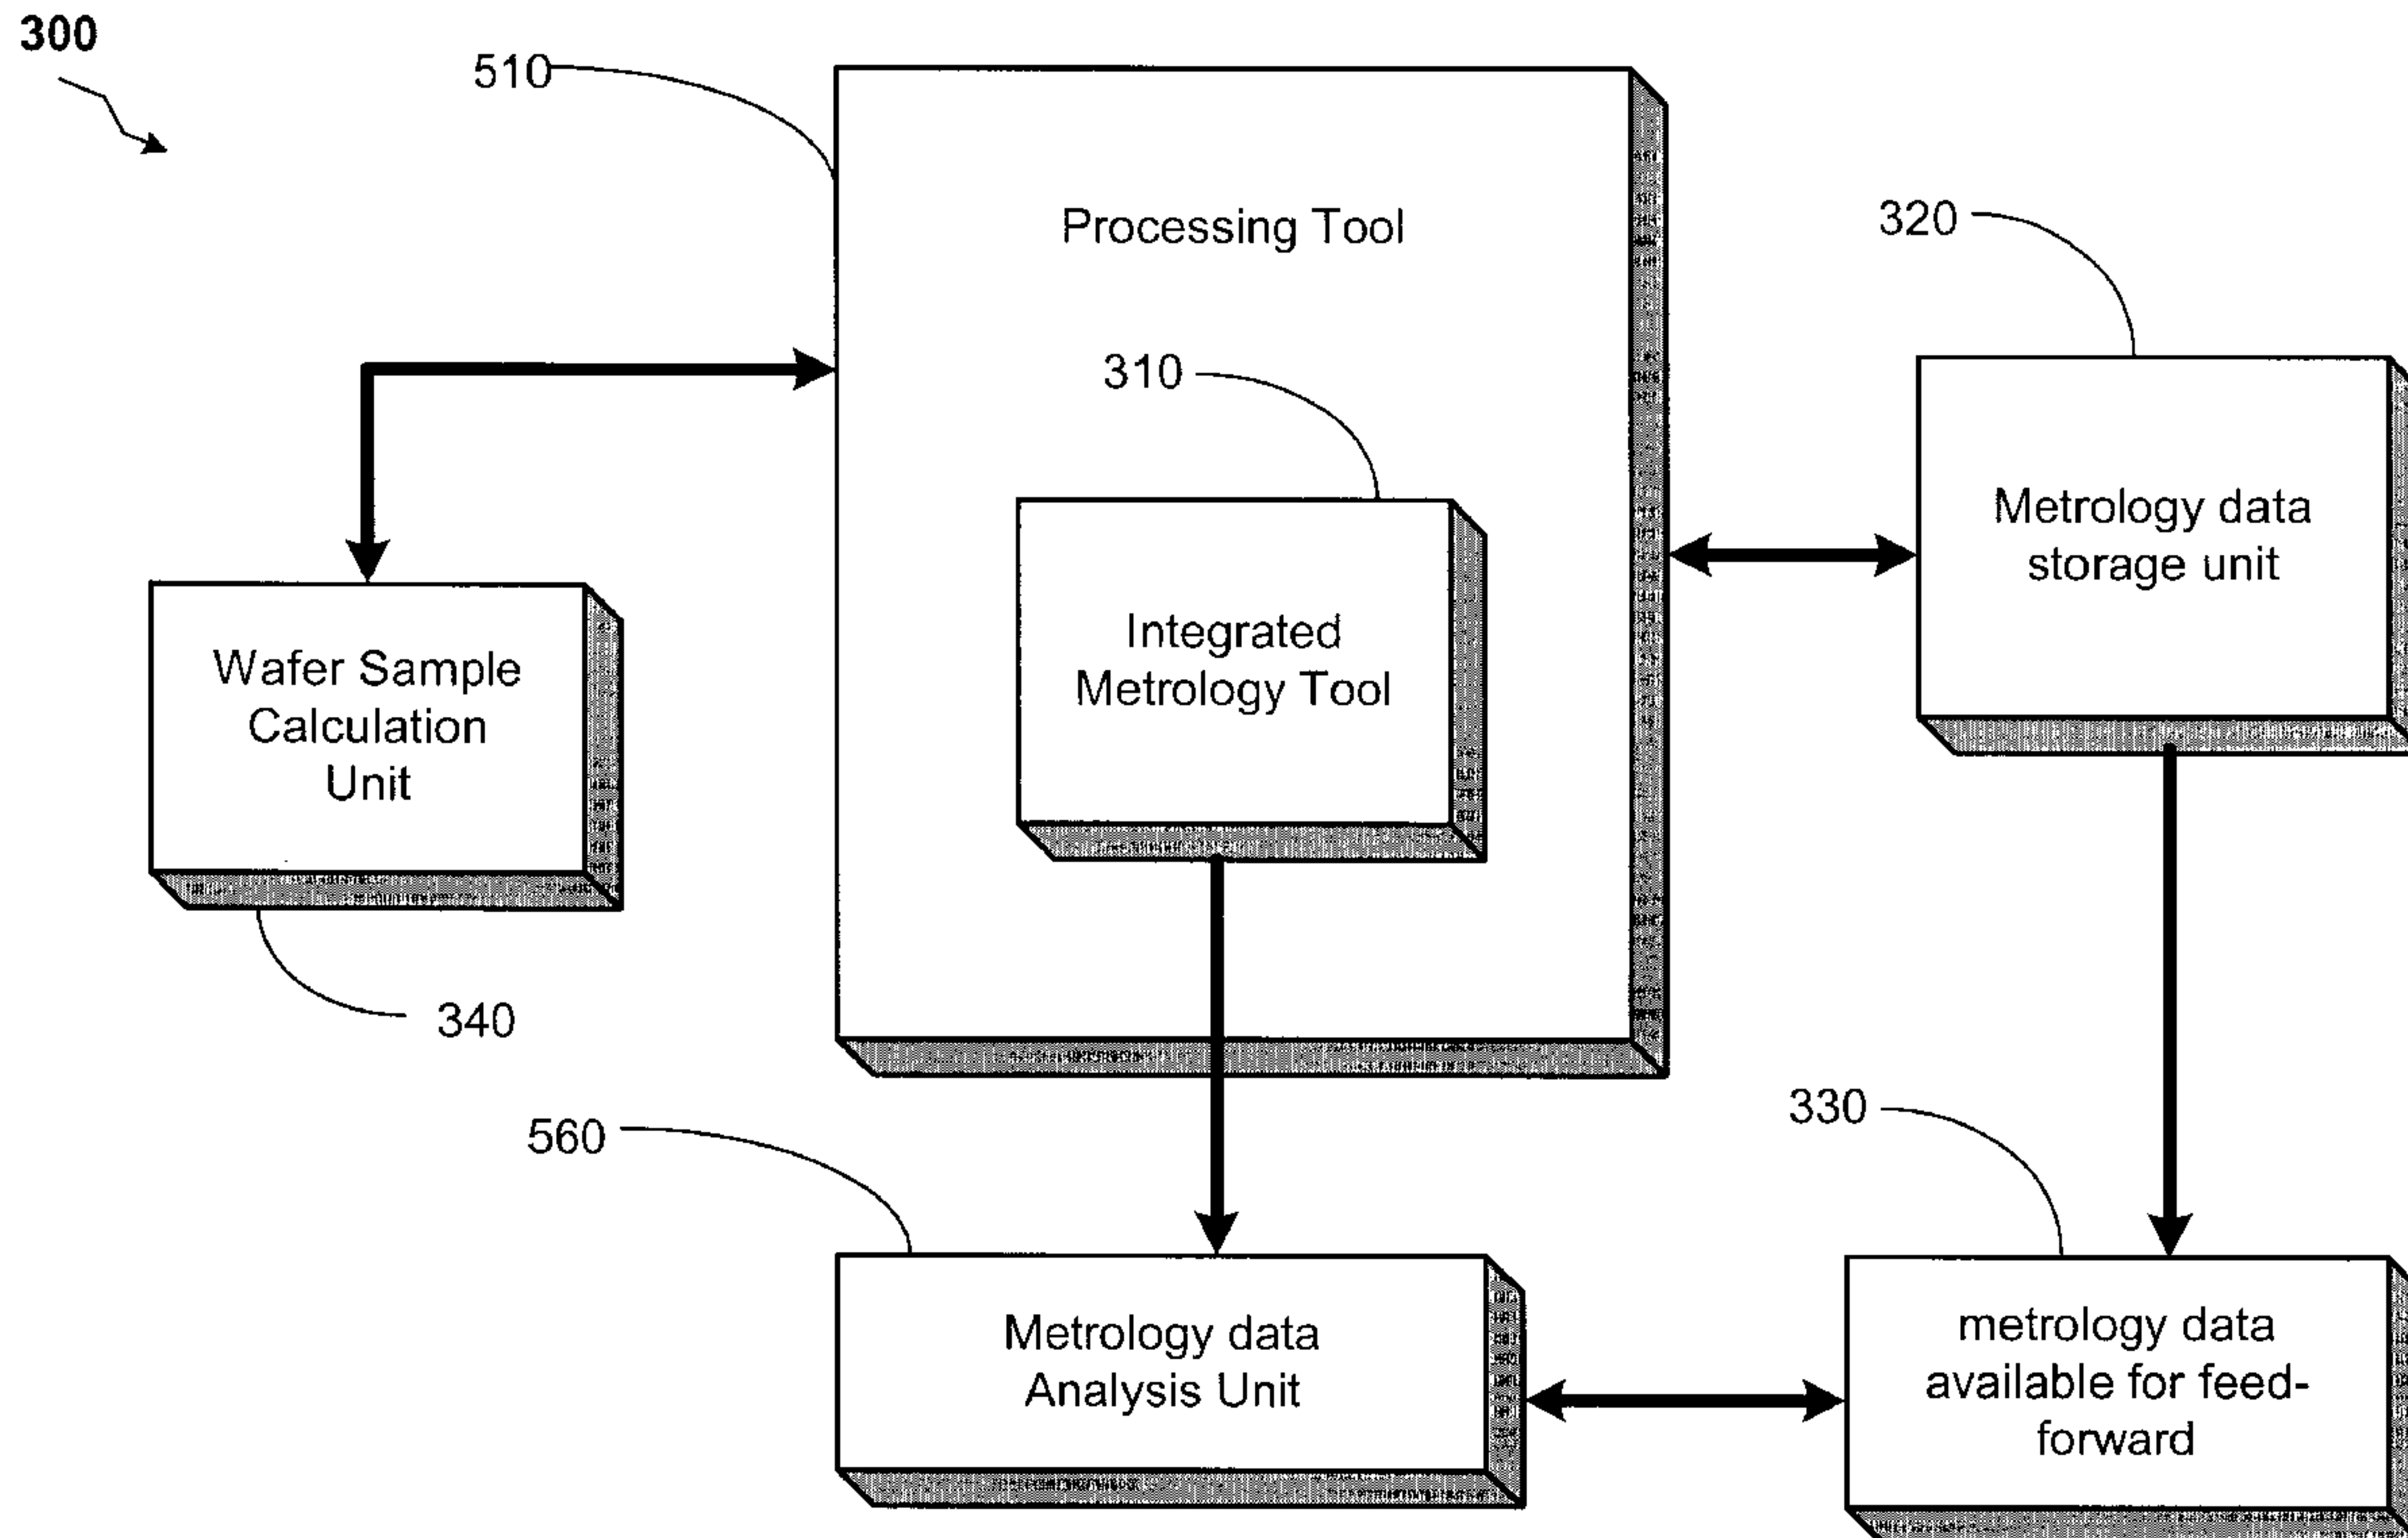 300
510
Processing Tool
320
310
Metrology data
storage unit
Integrated
Metrology Tool
Wafer Sample
Calculation
Unit
340
560
330
Metrology data
Analysis Unit
metrology data
available for feed-
forward